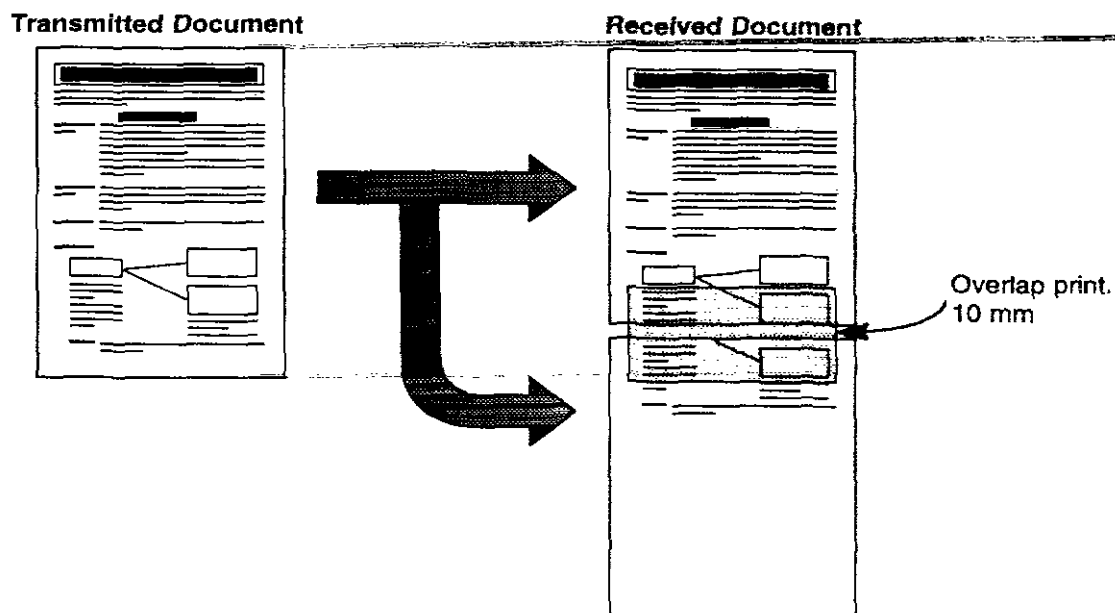 Transmitted Document
Received Document
Overlap print.
10 mm